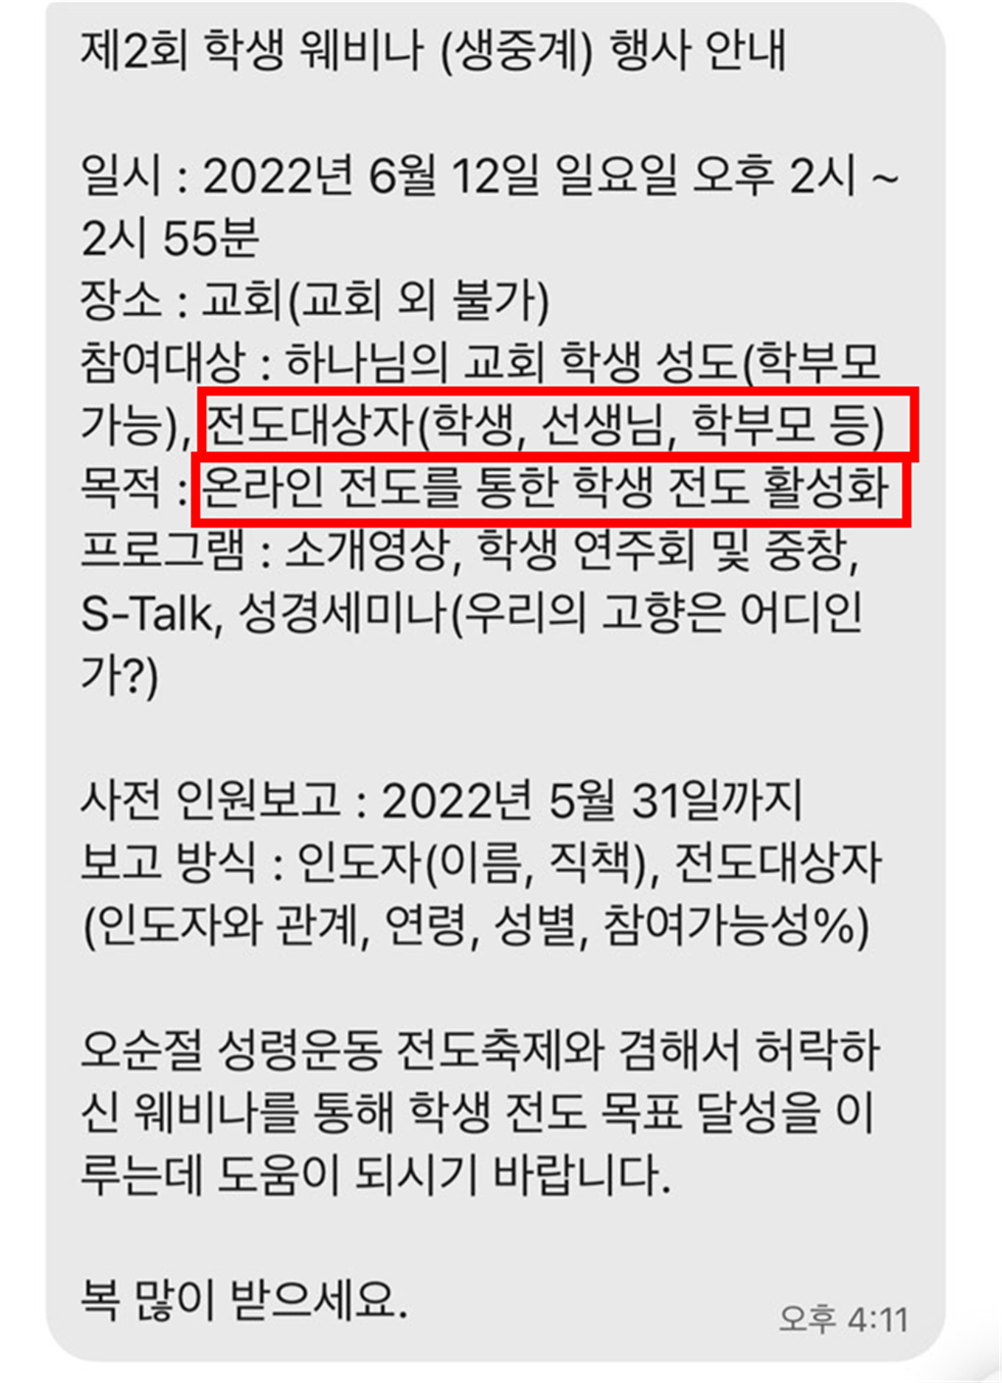 제2회 학생 웨비나 (생중계) 행사 안내
일시 : 2022년 6월 12일 일요일 오후 2시 ~
2시 55분
장소 : 교회(교회 외 불가)
참여대상 : 하나님의 교회 학생 성도(학부모
가능), 전도대상자(학생, 선생님, 학부모 등)
목적 : 온라인 전도를 통한 학생 전도 활성화
프로그램 : 소개영상, 학생 연주회 및 중창,
S-Talk, 성경세미나(우리의 고향은 어디인
가?)
사전 인원보고 : 2022년 5월 31일까지
보고 방식 : 인도자(이름, 직책), 전도대상자
(인도자와 관계, 연령, 성별, 참여가능성%)
오순절 성령운동 전도축제와 겸해서 허락하
신 웨비나를 통해 학생 전도 목표 달성을 이
루는데 도움이 되시기 바랍니다.
복 많이 받으세요.
오후 4:11